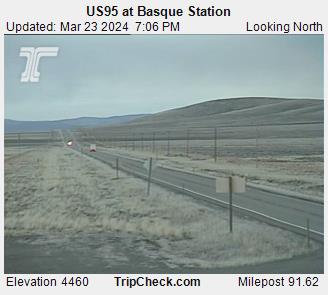 US95 at Basque Station
Updated: Mar 23 2024 7:06 PM Looking North
Elevation 4460 TripCheck.com Milepost 91.62